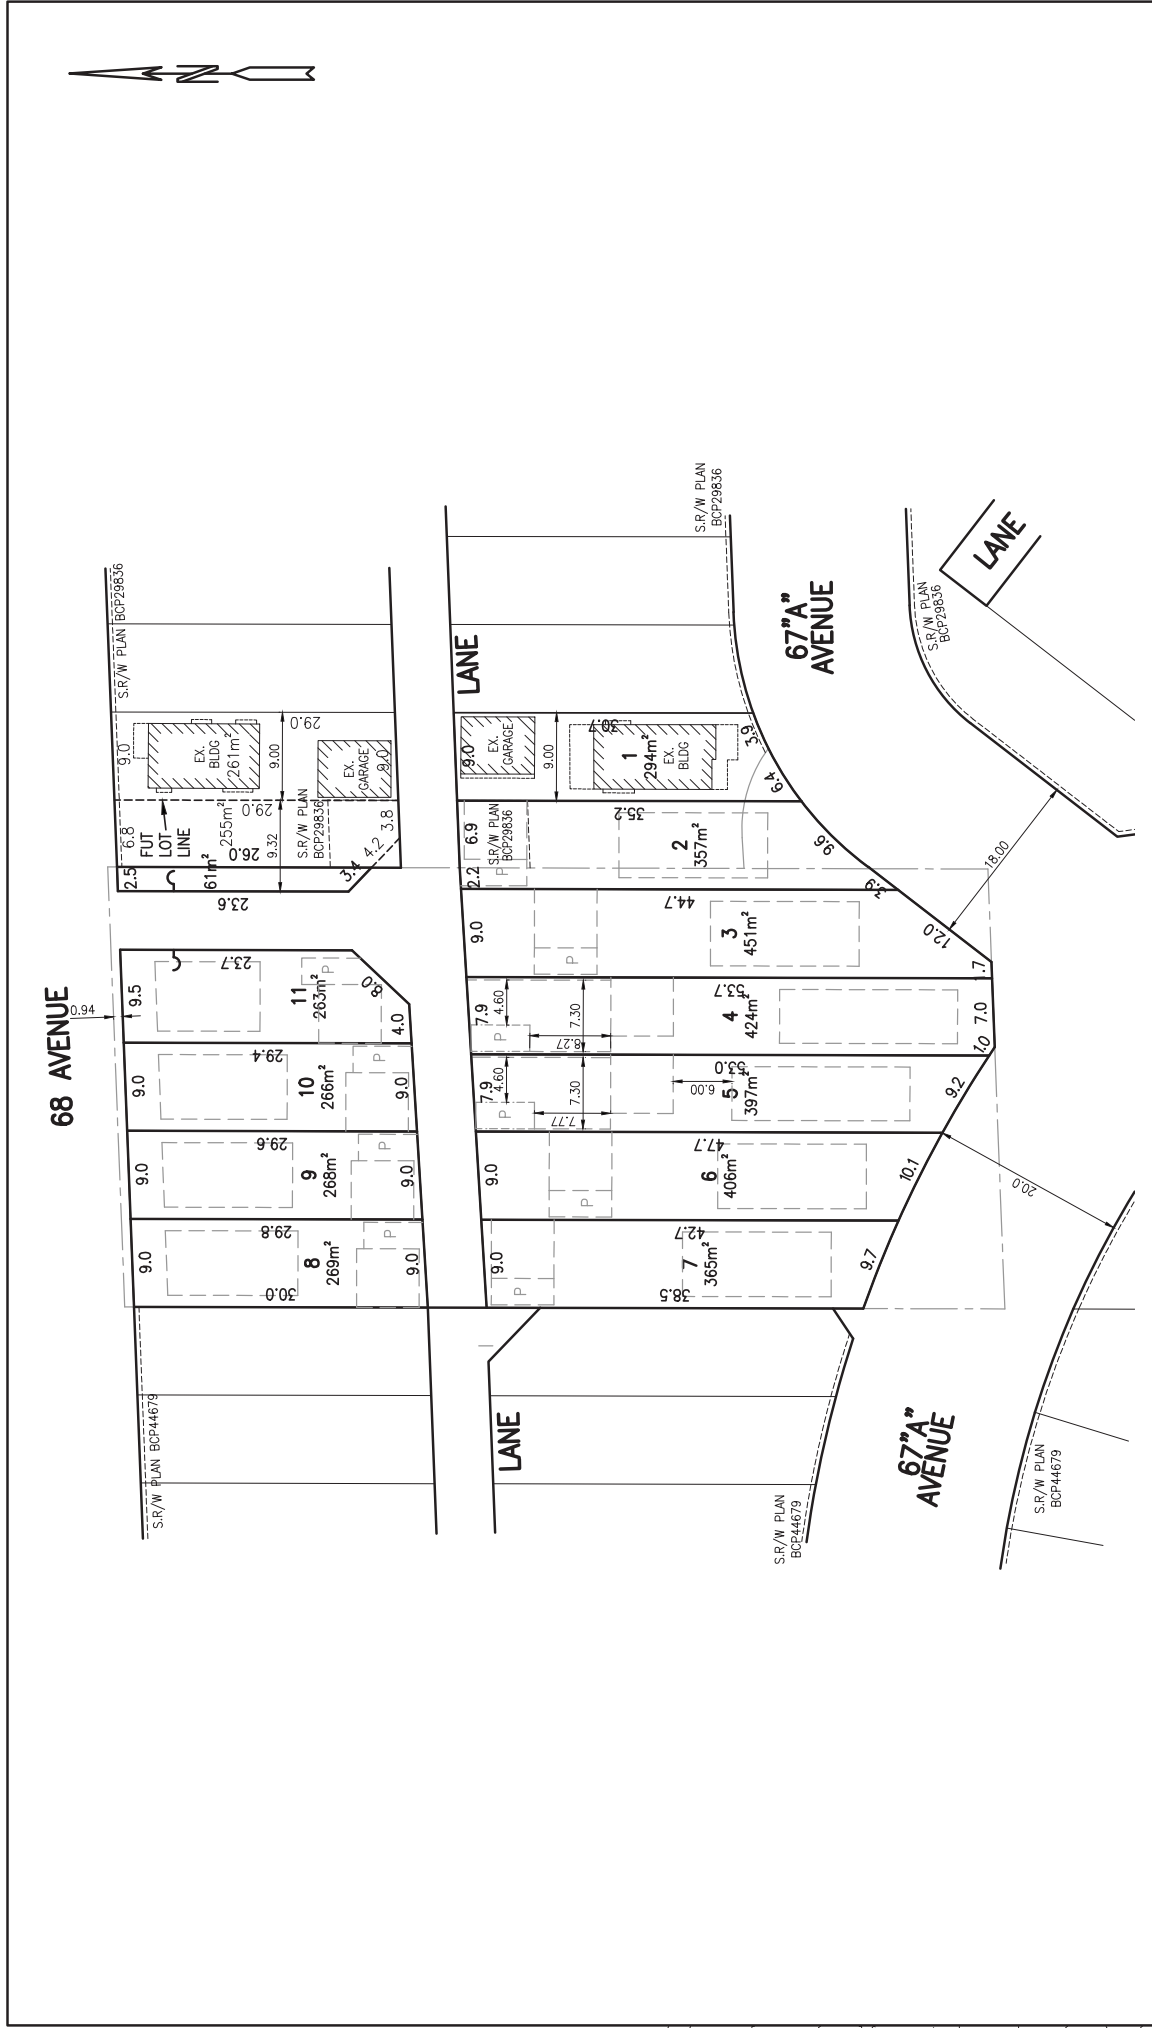 N
68 AVENUE
0.94
S.R/W PLAN BCP29836
9.0
EX.
BLDG
261m²
29.0
9.00
EX.
GARAGE
9.0
6.8
FUT
LOT
LINE
255m²
29.0
9.32
S.R/W PLAN
BCP29836
3.8
2.5
61m²
26.0
3.4
4.2
23.6
9.5
23.7
11
263m²
P
8.0
4.0
9.0
29.4
10
266m²
P
9.0
9.0
29.6
9
268m²
P
9.0
9.0
29.8
8
269m²
P
9.0
30.0
S.R/W PLAN BCP44679
LANE
9.0
EX.
GARAGE
9.00
30.7
1
294m²
EX.
BLDG
3.9
6.4
6.9
S.R/W PLAN
BCP29836
P
2.2
35.2
2
357m²
9.6
3.9
9.0
P
44.7
3
451m²
12.0
1.7
7.9
4.60
P
8.27
7.30
53.7
4
424m²
7.0
1.0
7.9
4.60
P
7.77
7.30
6.00
53.0
5
397m²
9.2
9.0
P
47.7
6
406m²
10.1
9.0
P
42.7
7
365m²
9.7
38.5
LANE
S.R/W PLAN
BCP29836
67"A"
AVENUE
S.R/W PLAN
BCP29836
LANE
18.00
20.0
67"A"
AVENUE
S.R/W PLAN
BCP44679
S.R/W PLAN
BCP44679